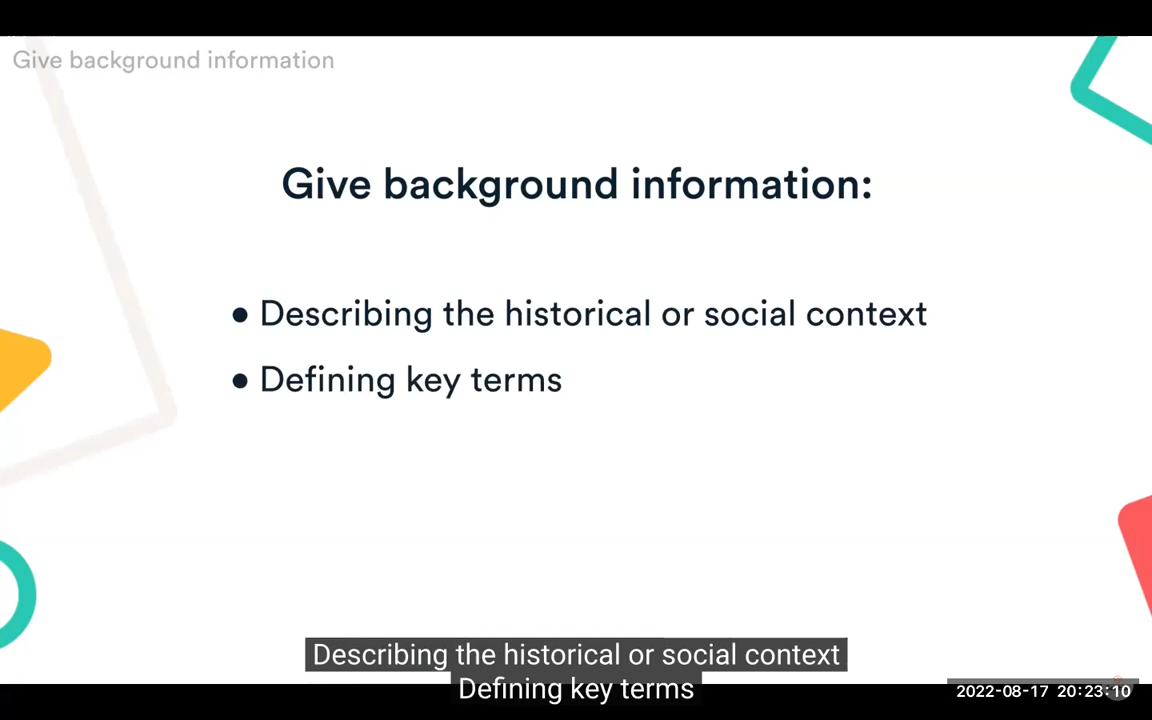 Give background information
Give background information:
● Describing the historical or social context
● Defining key terms
Describing the historical or social context
Defining key terms
2022-08-17 20:23:10